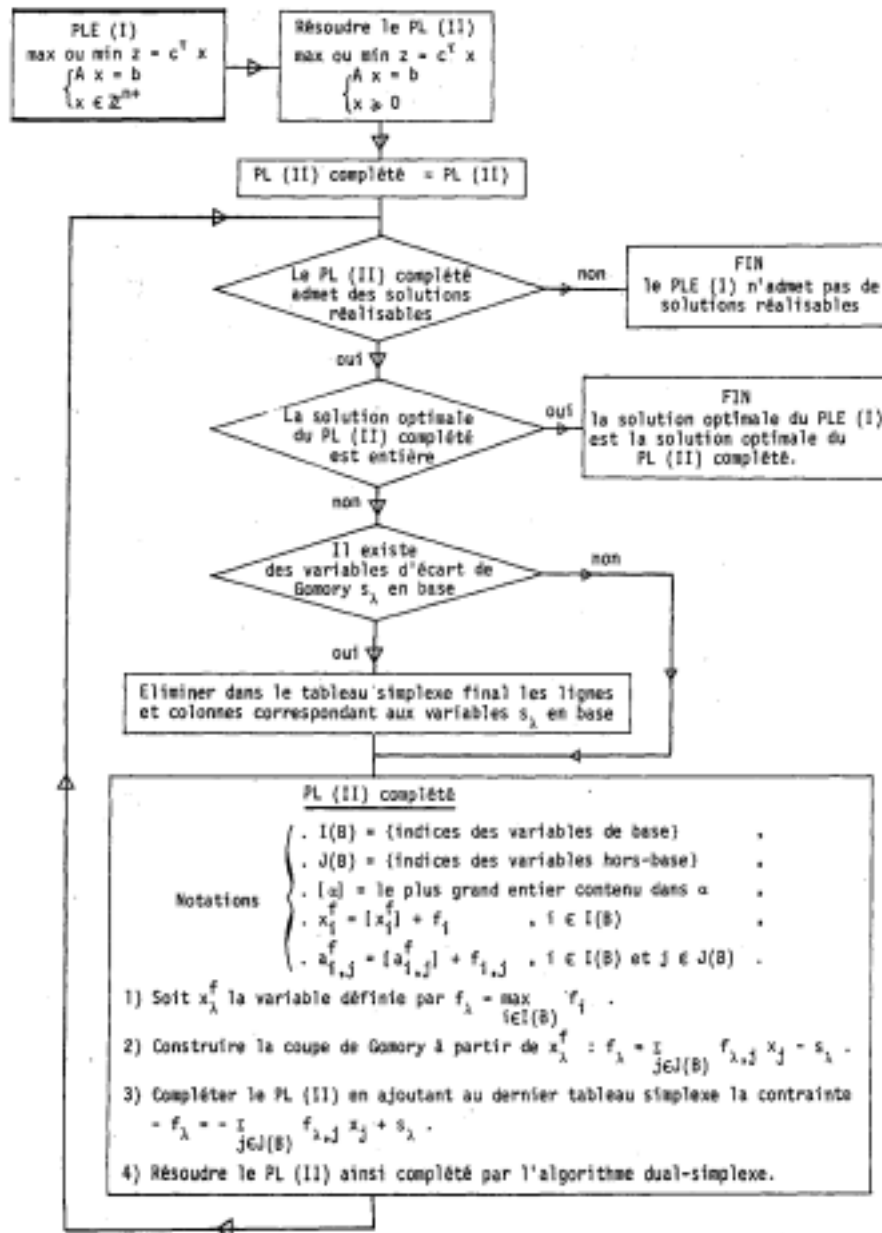 PLE (I)
max ou min z = cᵀ x
A x = b
x ∈ ℤⁿ⁺
Résoudre le PL (II)
max ou min z = cᵀ x
A x = b
x ⩾ 0
PL (II) complété = PL (II)
Le PL (II) complété
admet des solutions
réalisables
non
FIN
le PLE (I) n'admet pas de
solutions réalisables
oui
La solution optimale
du PL (II) complété
est entière
oui
FIN
la solution optimale du PLE (I)
est la solution optimale du
PL (II) complété.
non
Il existe
des variables d'écart de
Gomory s_λ en base
non
oui
Eliminer dans le tableau simplexe final les lignes
et colonnes correspondant aux variables s_λ en base
PL (II) complété
Notations
. I(B) = {indices des variables de base} .
. J(B) = {indices des variables hors-base} .
. [α] = le plus grand entier contenu dans α .
. x_i^f = [x_i^f] + f_i , i ∈ I(B) .
. a_{i,j}^f = [a_{i,j}^f] + f_{i,j} , i ∈ I(B) et j ∈ J(B) .
1) Soit x_λ^f la variable définie par f_λ = max_{i∈I(B)} f_i .
2) Construire la coupe de Gomory à partir de x_λ^f : f_λ = Σ_{j∈J(B)} f_{λ,j} x_j - s_λ .
3) Compléter le PL (II) en ajoutant au dernier tableau simplexe la contrainte
- f_λ = - Σ_{j∈J(B)} f_{λ,j} x_j + s_λ .
4) Résoudre le PL (II) ainsi complété par l'algorithme dual-simplexe.